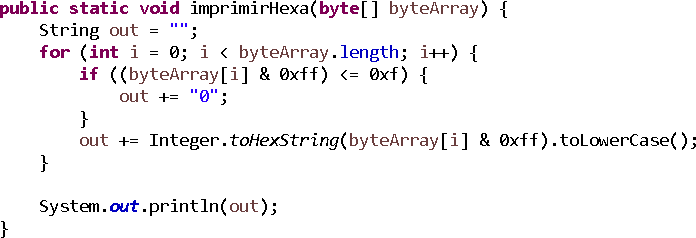 public static void imprimirHexa(byte[] byteArray) {
    String out = "";
    for (int i = 0; i < byteArray.length; i++) {
        if ((byteArray[i] & 0xff) <= 0xf) {
            out += "0";
        }
        out += Integer.toHexString(byteArray[i] & 0xff).toLowerCase();
    }

    System.out.println(out);
}